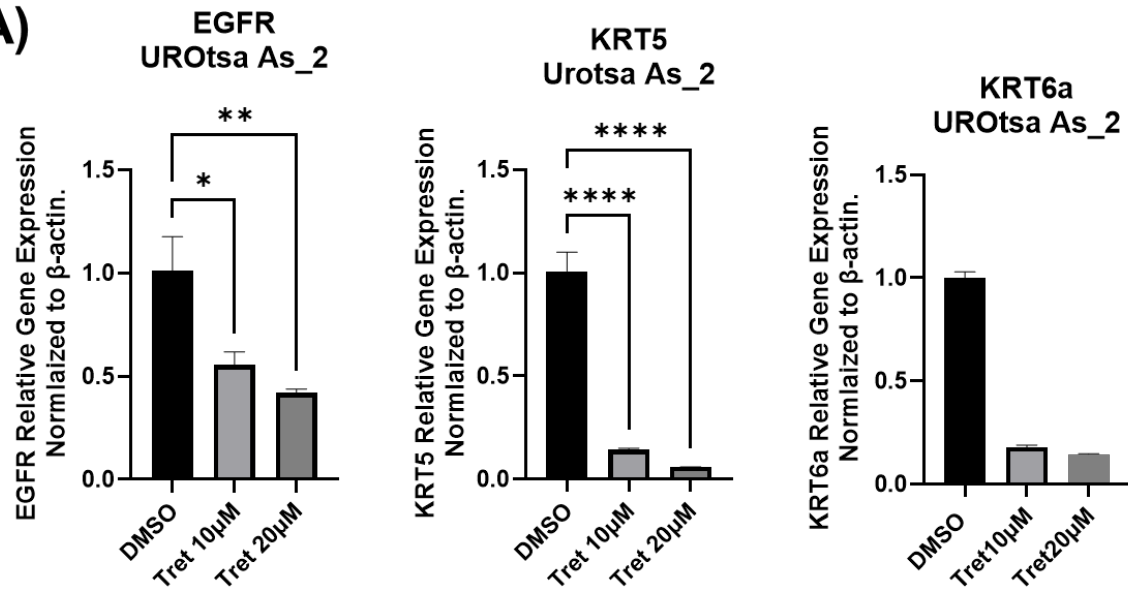 A)
EGFR
UROtsa As_2
EGFR Relative Gene Expression
Normlaized to β-actin.
**
*
1.5
1.0
0.5
0.0
DMSO
Tret 10μM
Tret 20μM
KRT5
Urotsa As_2
KRT5 Relative Gene Expression
Normlaized to β-actin.
****
****
1.5
1.0
0.5
0.0
DMSO
Tret 10μM
Tret 20μM
KRT6a
UROtsa As_2
KRT6a Relative Gene Expression
Normlaized to β-actin.
1.5
1.0
0.5
0.0
DMSO
Tret10μM
Tret20μM